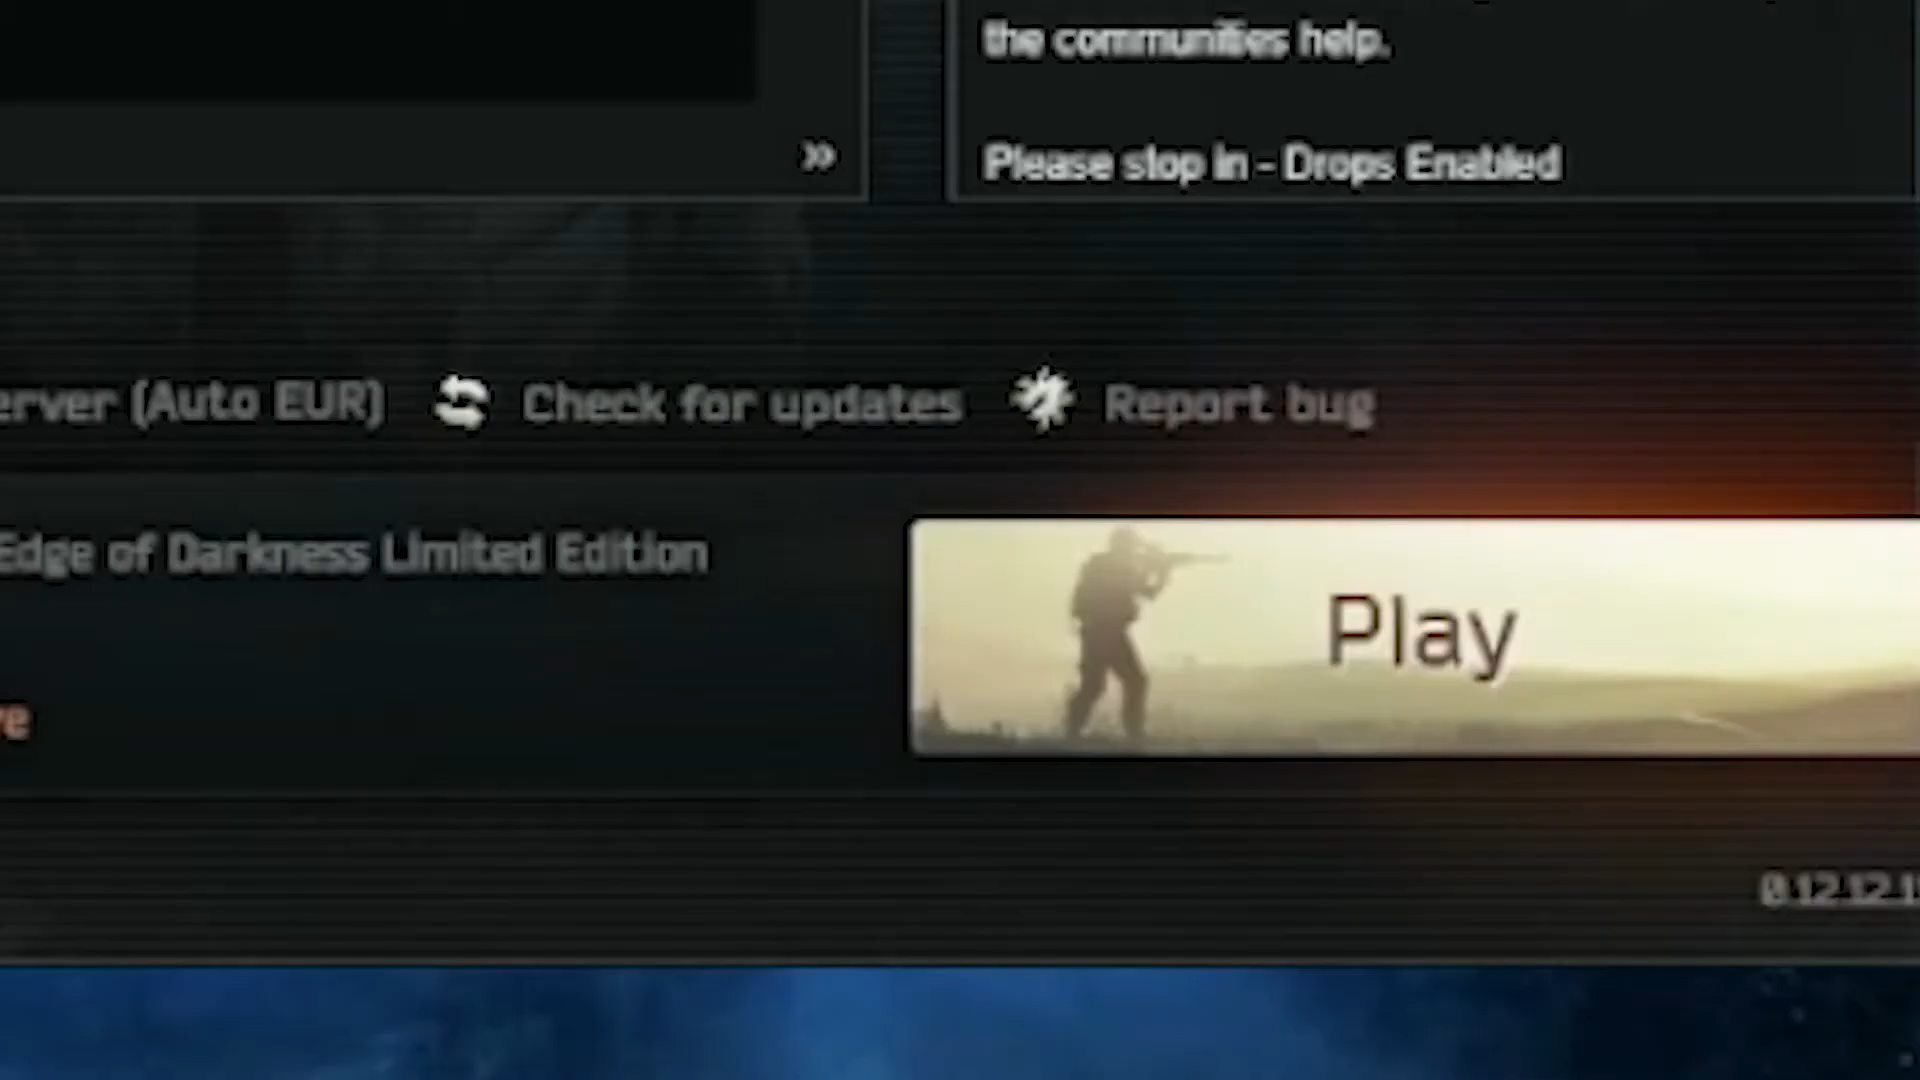 the communities help.
»
Please stop in - Drops Enabled
(Auto EUR)
Check for updates
Report bug
Edge of Darkness Limited Edition
Play